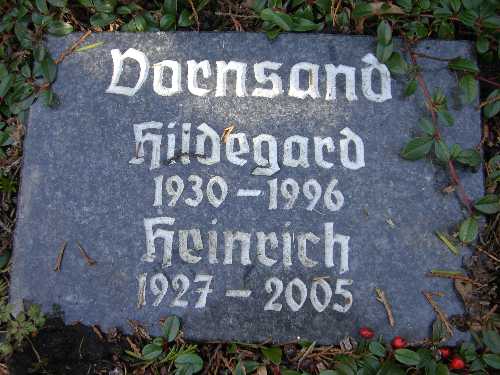 Dornsand
Hildegard
1930 - 1996
Heinrich
1927 - 2005